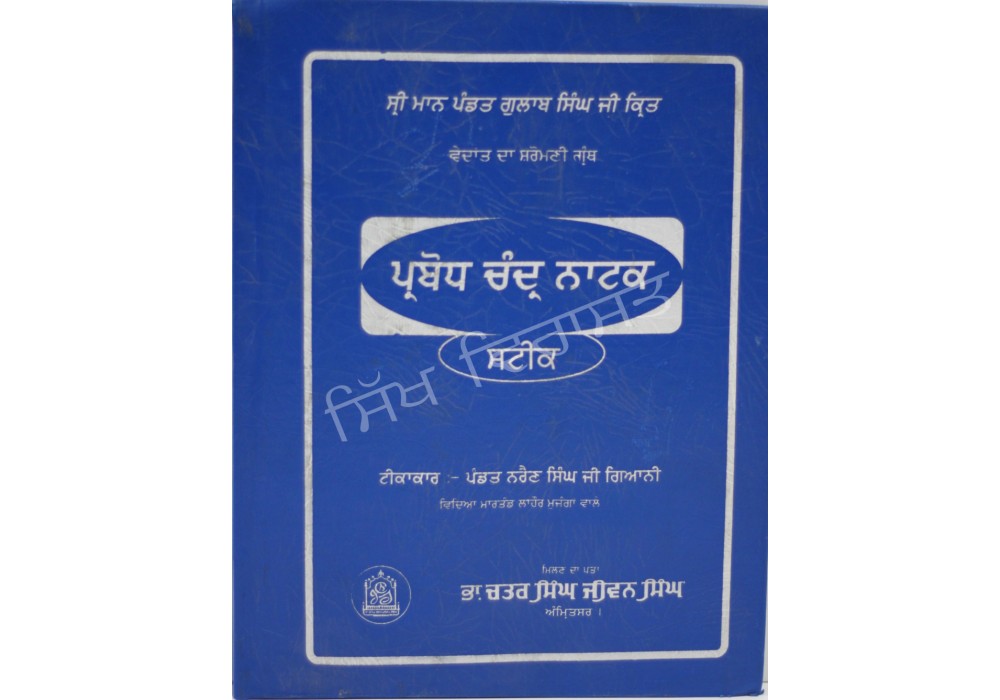 ਸ੍ਰੀ ਮਾਨ ਪੰਡਤ ਗੁਲਾਬ ਸਿੰਘ ਜੀ ਕ੍ਰਿਤ
ਵੇਦਾਂਤ ਦਾ ਸ਼ਰੋਮਣੀ ਗ੍ਰੰਥ
ਪ੍ਰਬੋਧ ਚੰਦ੍ਰ ਨਾਟਕ
ਸਟੀਕ
ਸਿੱਖ ਵਿਰਾਸਤ
ਟੀਕਾਕਾਰ :- ਪੰਡਤ ਨਰੈਣ ਸਿੰਘ ਜੀ ਗਿਆਨੀ
ਵਿਦਿਆ ਮਾਰਤੰਡ ਲਾਹੌਰ ਮੁਜੰਗਾ ਵਾਲੇ
ਮਿਲਣ ਦਾ ਪਤਾ
ਭਾ. ਚਤਰ ਸਿੰਘ ਜੀਵਨ ਸਿੰਘ
ਅੰਮ੍ਰਿਤਸਰ ।